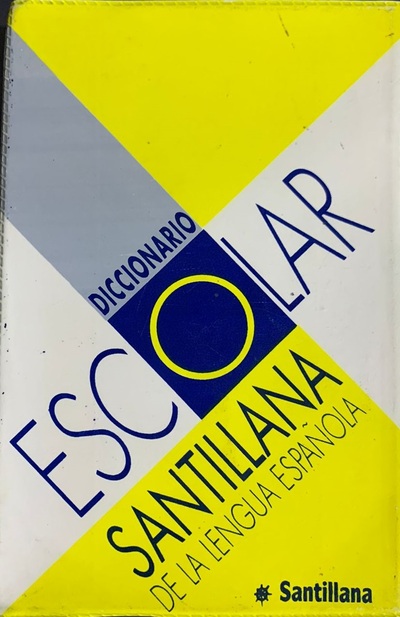 DICCIONARIO
ESCOLAR
SANTILLANA
DE LA LENGUA ESPAÑOLA
Santillana